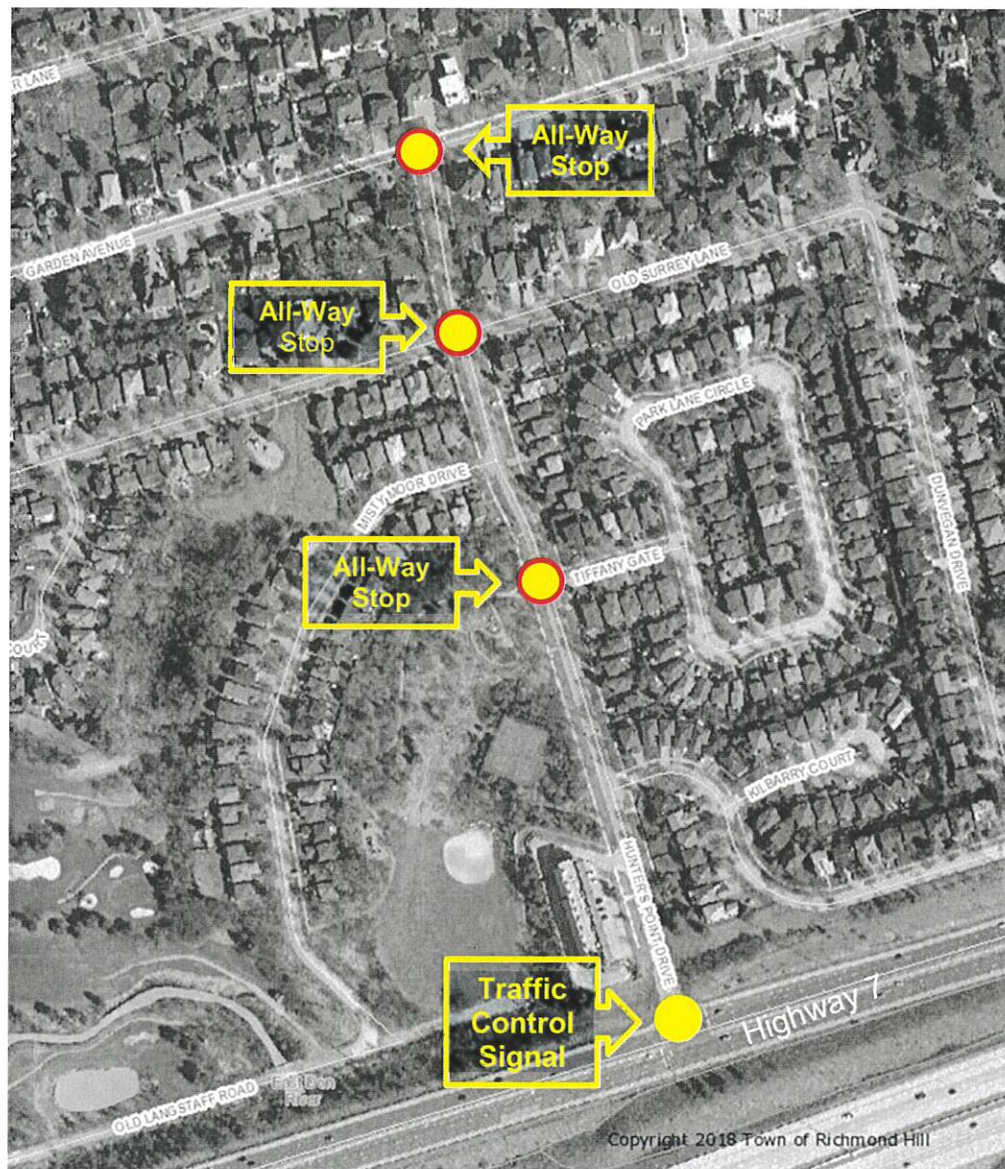 R LANE
All-Way
Stop
GARDEN AVENUE
OLD SURREY LANE
All-Way
Stop
PARK LANE CIRCLE
MISTY MOOR DRIVE
DUNVEGAN DRIVE
All-Way
Stop
TIFFANY GATE
COURT
KILBARRY COURT
HUNTER'S POINT DRIVE
Traffic
Control
Signal
Highway 7
East Don
River
OLD LANGSTAFF ROAD
Copyright 2018 Town of Richmond Hill